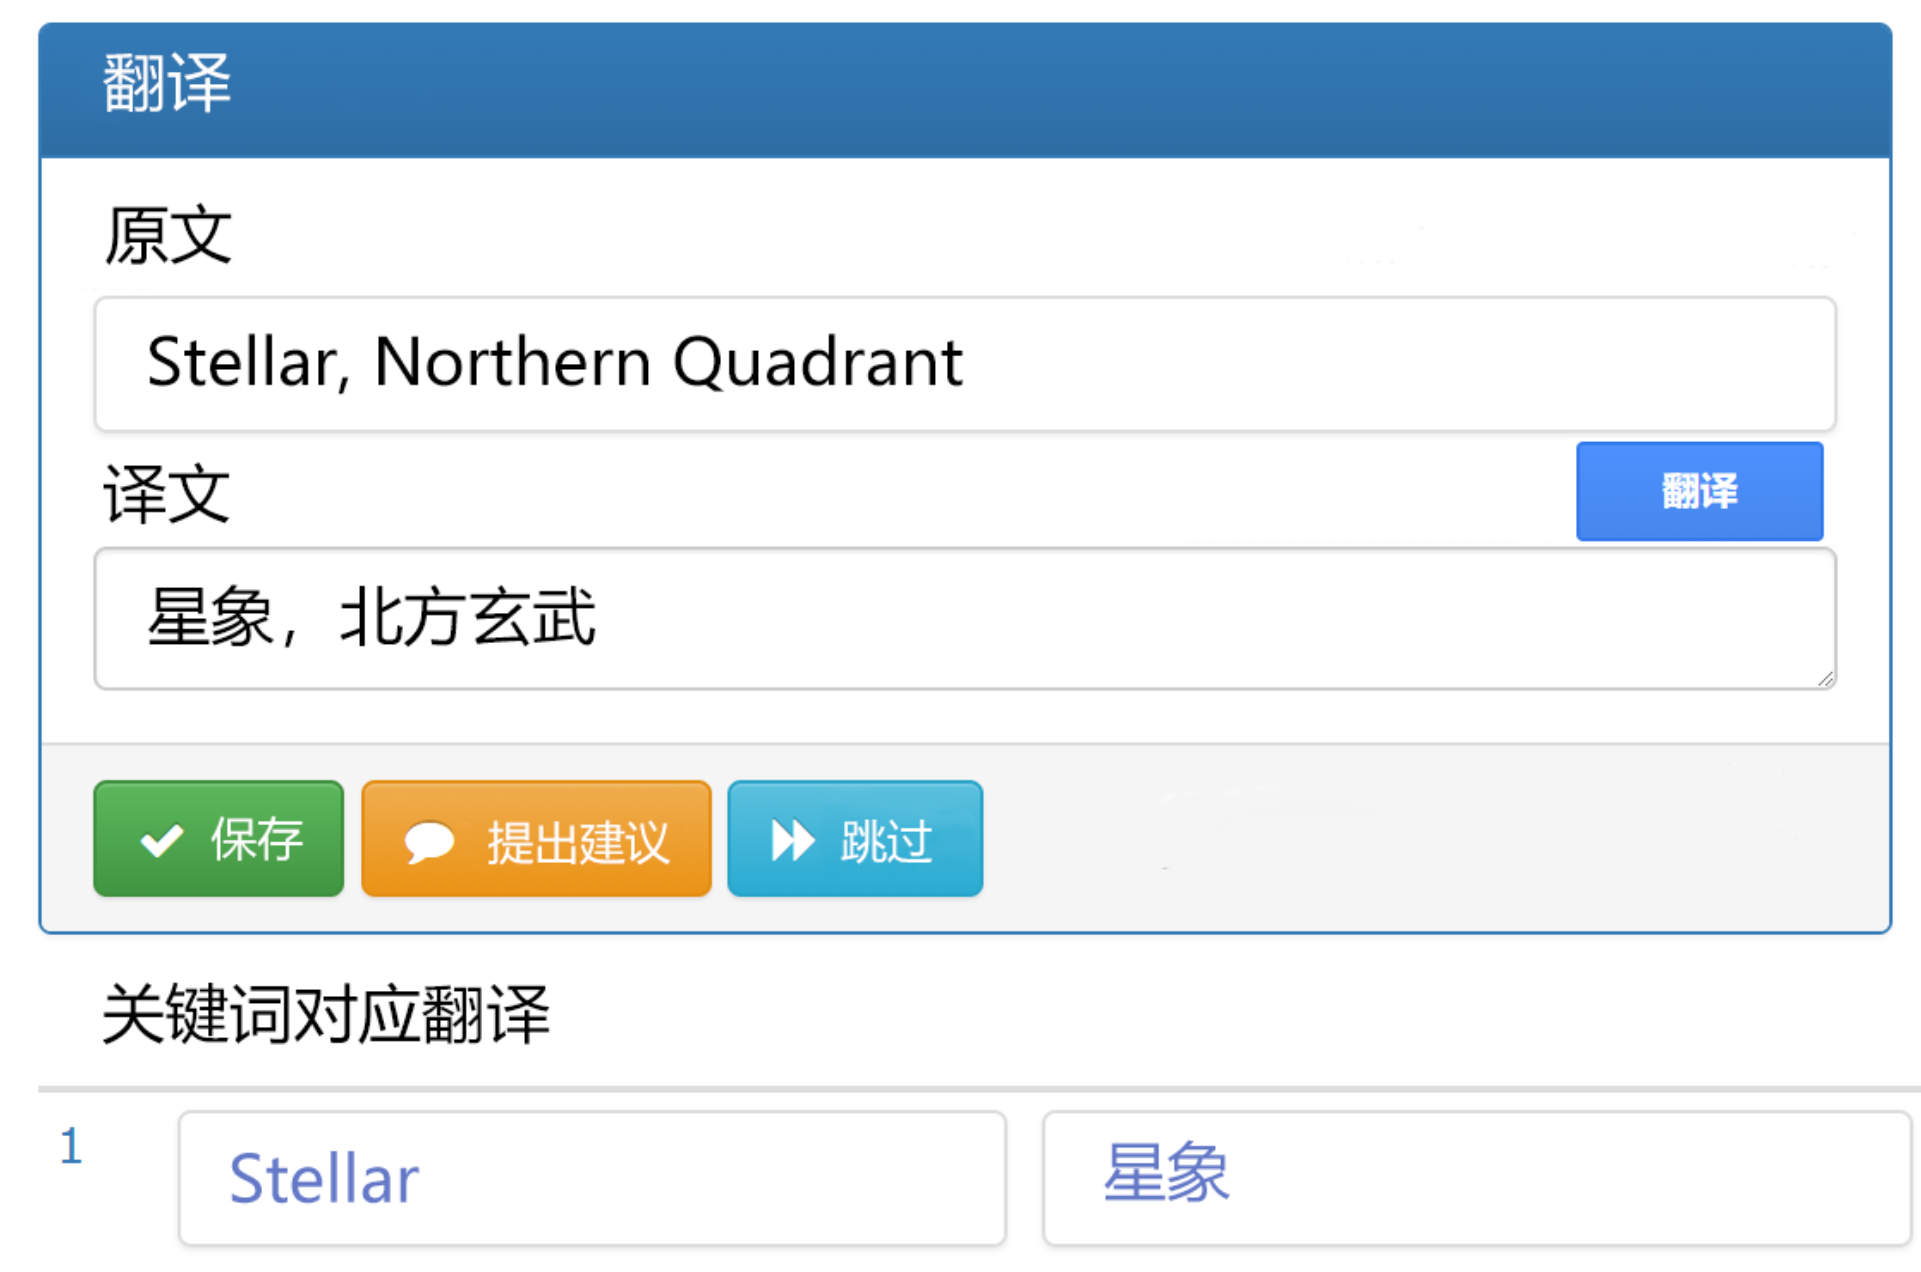 翻译
原文
Stellar, Northern Quadrant
译文
翻译
星象，北方玄武
保存 提出建议 跳过
关键词对应翻译
1 Stellar 星象